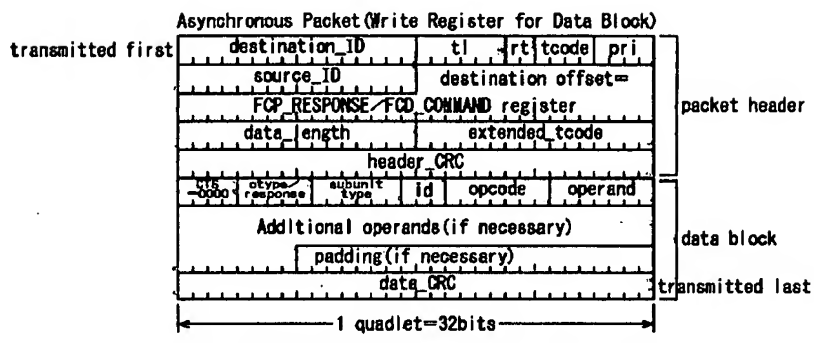 Asynchronous Packet(Write Register for Data Block)
transmitted first destination_ID tl rt tcode pri
source_ID destination offset=
FCP_RESPONSE/FCD_COMMAND register
packet header
data_length extended_tcode
header_CRC
CTS =0000 ctype/ response subunit type id opcode operand
Additional operands(if necessary)
data block
padding(if necessary)
data_CRC transmitted last
1 quadlet=32bits